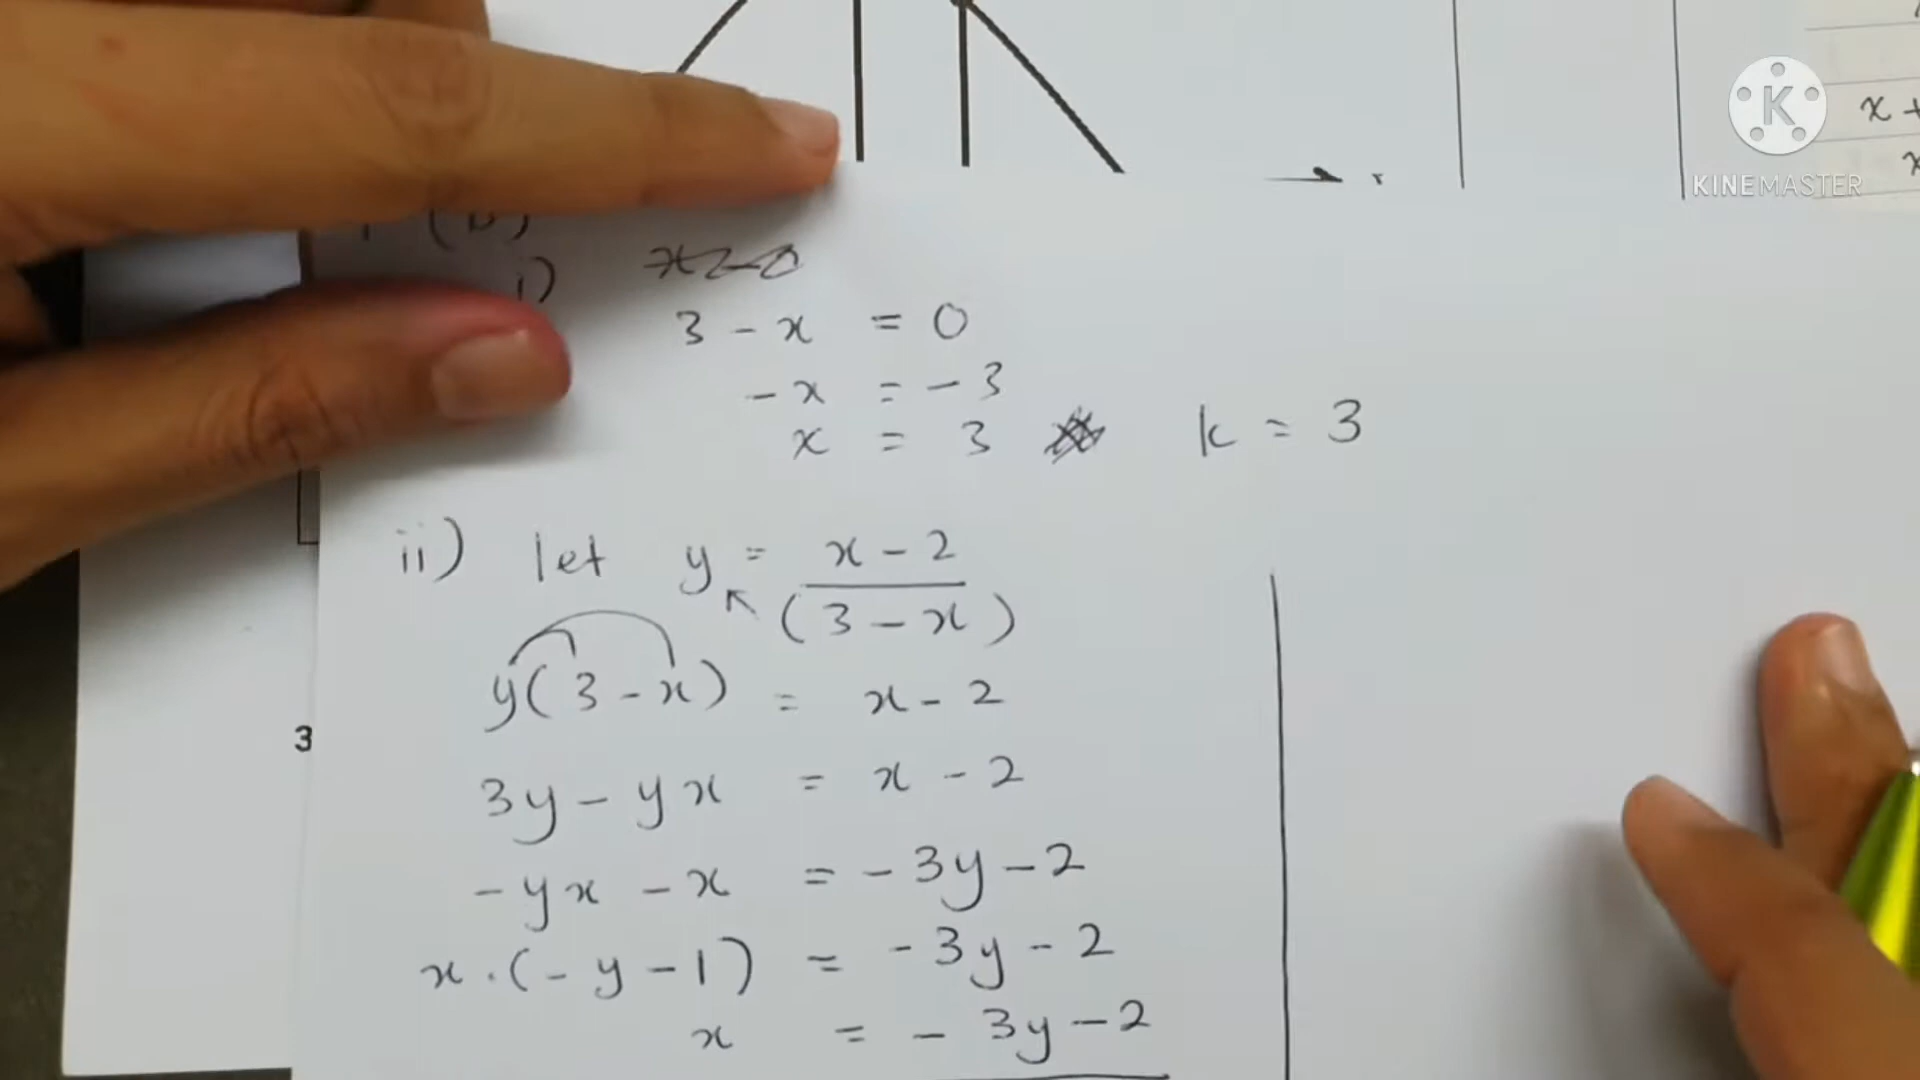 x +
x
KINEMASTER
i)
3 - x = 0
- x = - 3
x = 3 k = 3
ii) let y = x - 2
(3 - x)
y(3 - x) = x - 2
3y - yx = x - 2
- yx - x = - 3y - 2
x . (- y - 1) = - 3y - 2
x = - 3y - 2
3